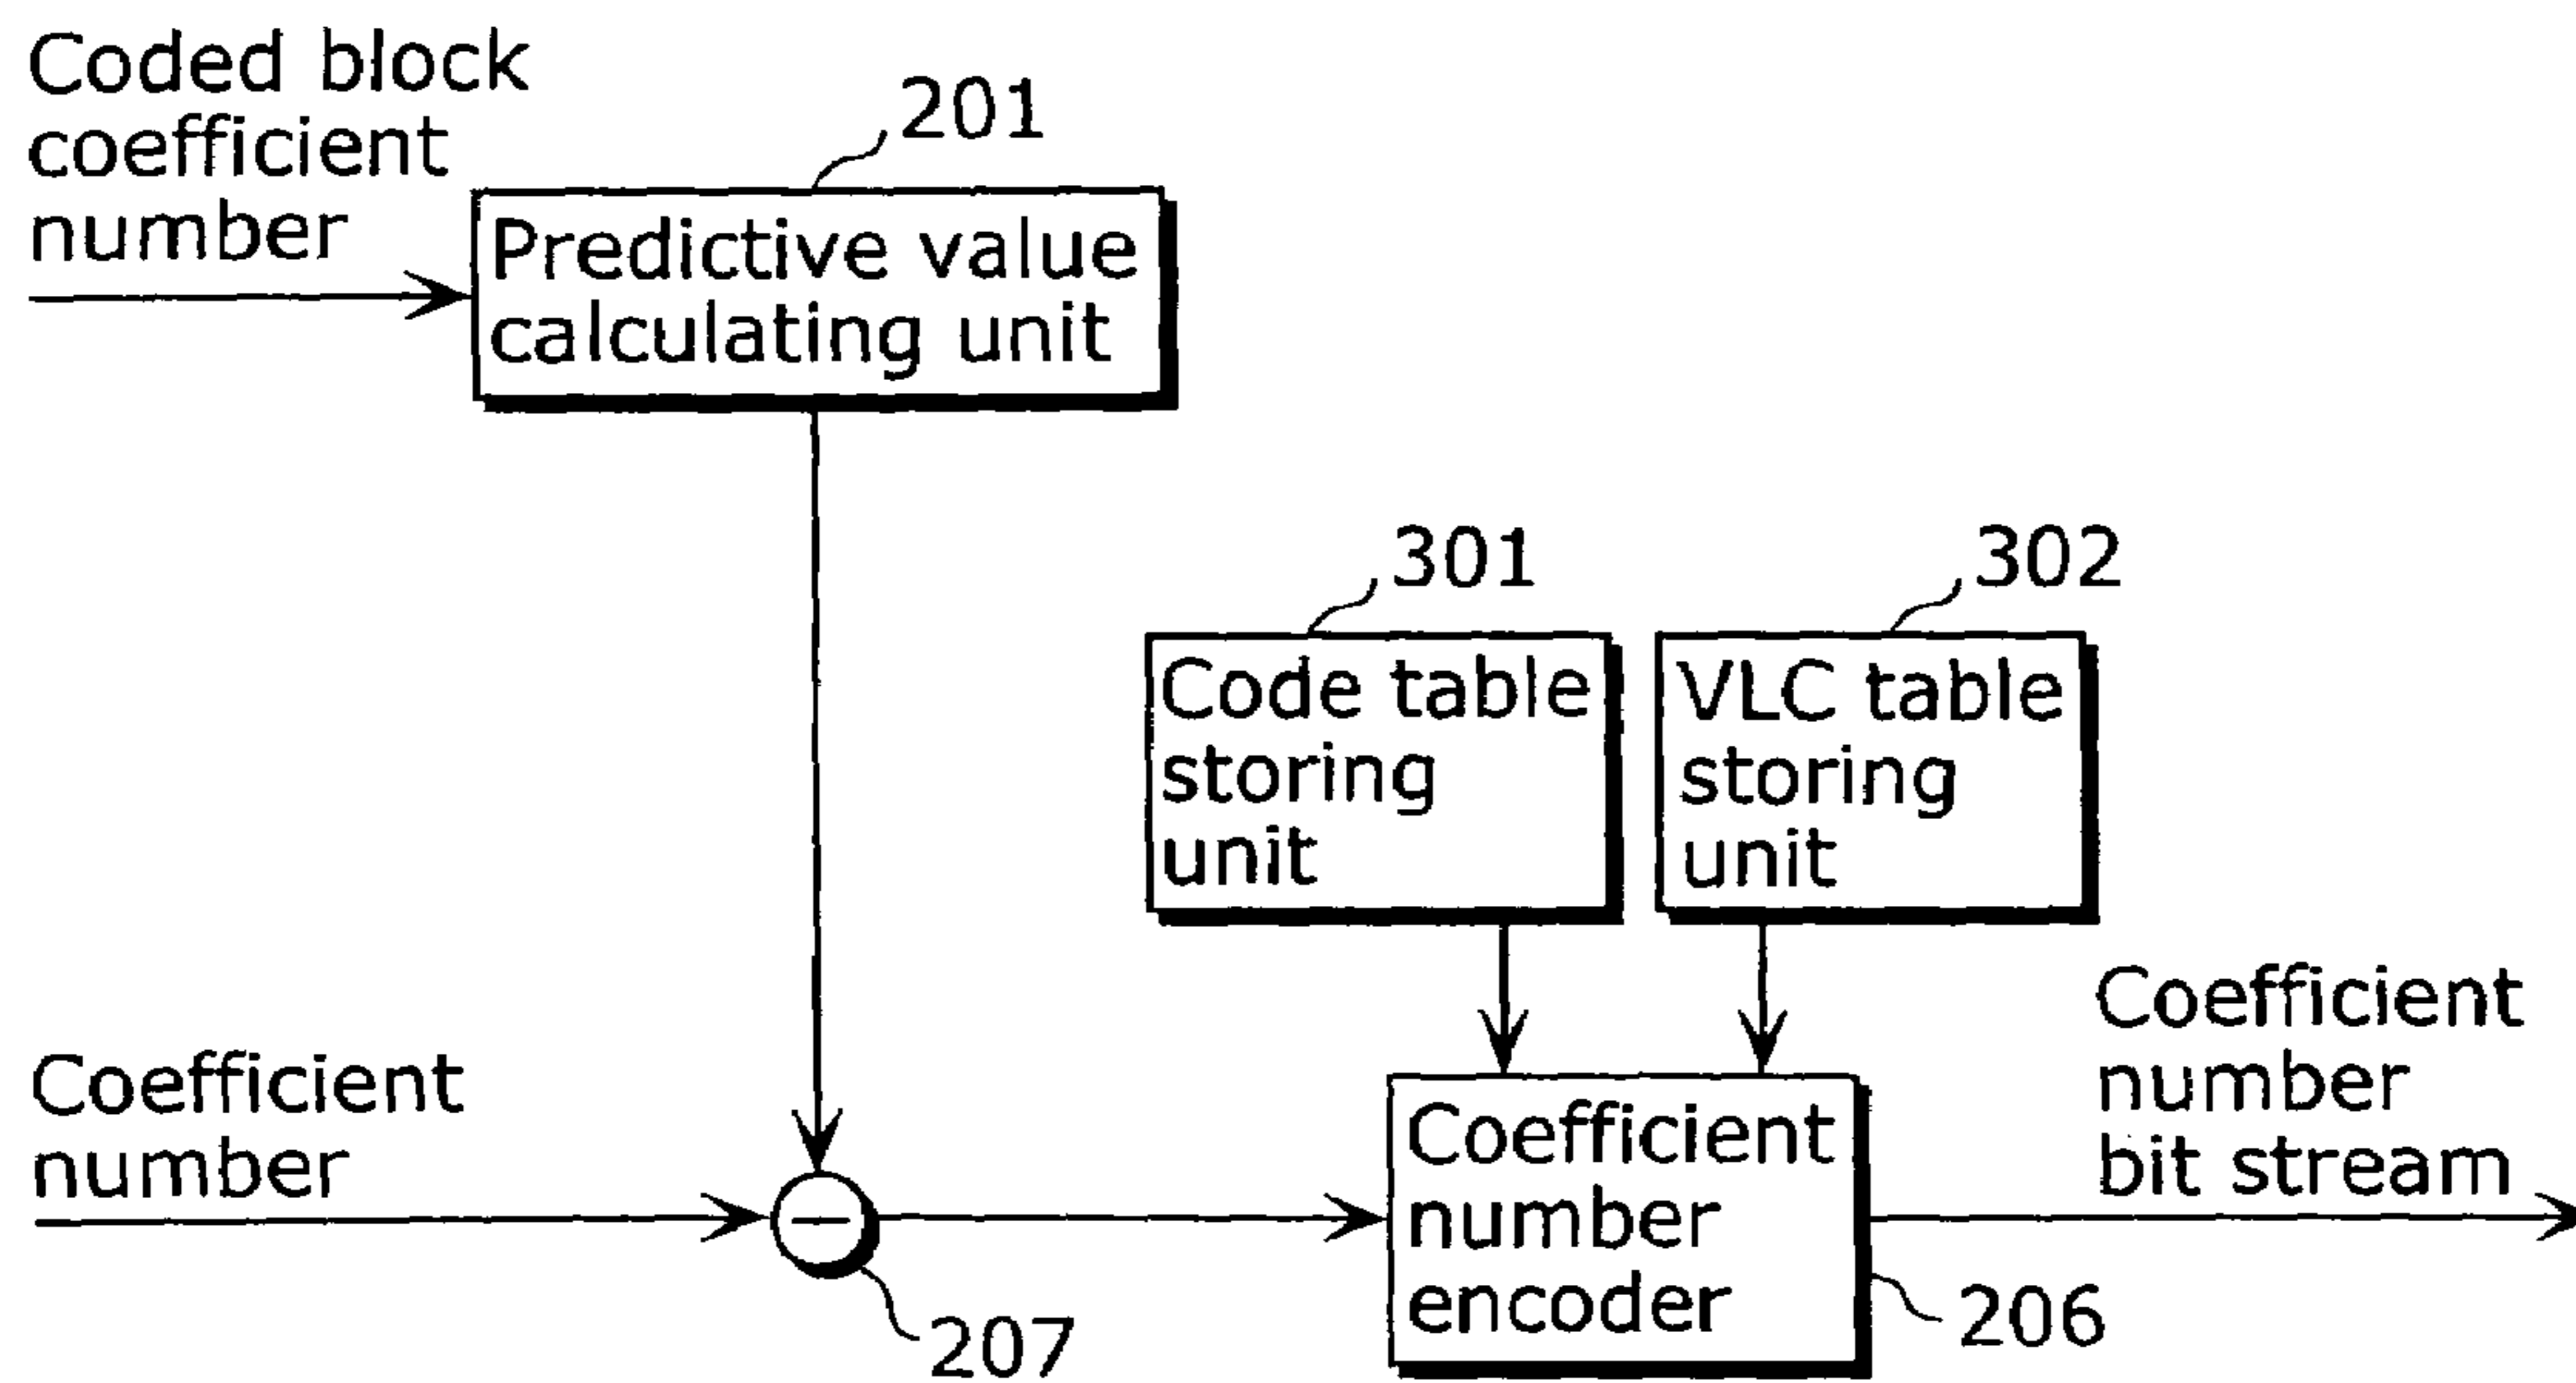 Coded block
coefficient
number
201
Predictive value
calculating unit
301
302
Code table
storing
unit
VLC table
storing
unit
Coefficient
number
Coefficient
number
encoder
Coefficient
number
bit stream
207
206